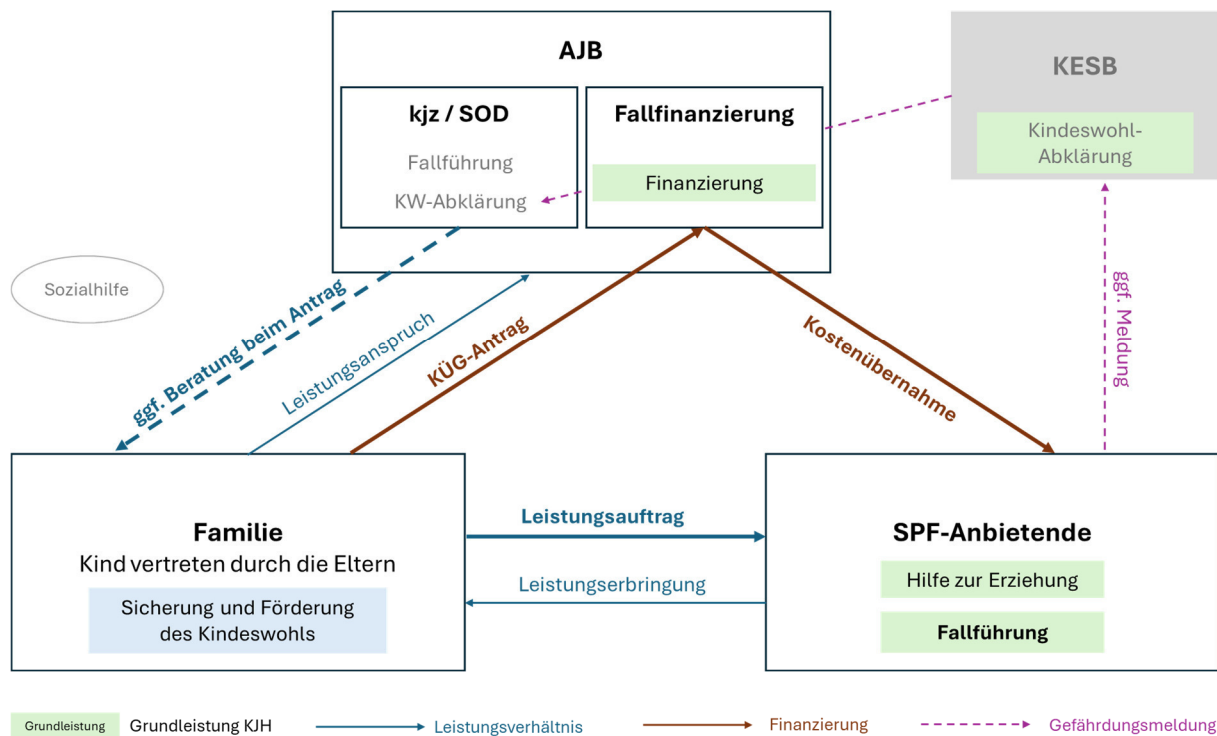 AJB
KESB
kjz / SOD
Fallfinanzierung
Fallführung
KW-Abklärung
Finanzierung
Kindeswohl-
Abklärung
Sozialhilfe
ggf. Beratung beim Antrag
Leistungsanspruch
KÜG-Antrag
Kostenübernahme
ggf. Meldung
Familie
Kind vertreten durch die Eltern
Sicherung und Förderung
des Kindeswohls
Leistungsauftrag
Leistungserbringung
SPF-Anbietende
Hilfe zur Erziehung
Fallführung
Grundleistung Grundleistung KJH Leistungsverhältnis Finanzierung Gefährdungsmeldung